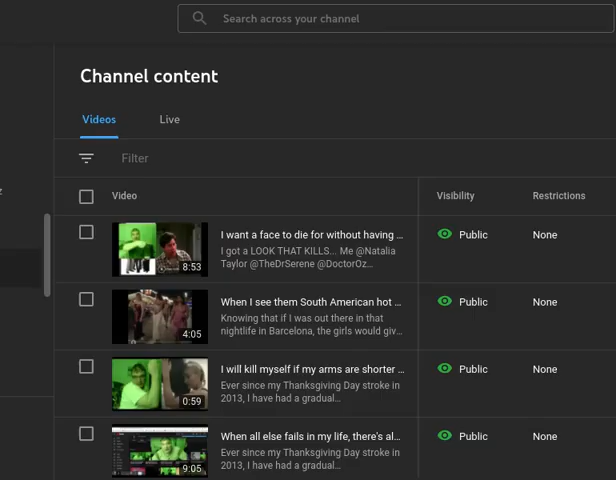 Search across your channel
Channel content
Videos
Live
Filter
Video
Visibility
Restrictions
I want a face to die for without having ...
I got a LOOK THAT KILLS... Me @Natalia
Taylor @TheDrSerene @DoctorOz...
8:53
Public
None
When I see them South American hot ...
Knowing that if I was out there in that
nightlife in Barcelona, the girls would giv...
4:05
Public
None
I will kill myself if my arms are shorter ...
Ever since my Thanksgiving Day stroke in
2013, I have had a gradual...
0:59
Public
None
When all else fails in my life, there's al...
Ever since my Thanksgiving Day stroke in
2013, I have had a gradual...
9:05
Public
None